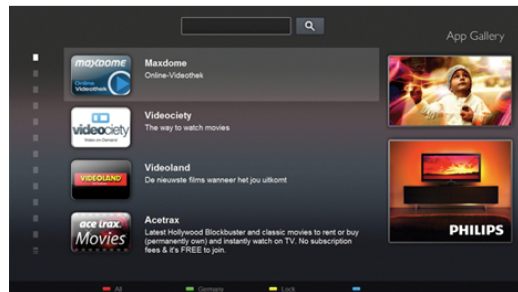 App Gallery
maxdome
Online
Videothek
Maxdome
Online-Videothek
videociety
Video on Demand
Videociety
The way to watch movies
VIDEOLAND
Videoland
De nieuwste films wanneer het jou uitkomt
ace trax.
Movies
Acetrax
Latest Hollywood Blockbuster and classic movies to rent or buy
(permanently own) and instantly watch on TV. No subscription
fees & it's FREE to join.
PHILIPS
All
Germany
Lock